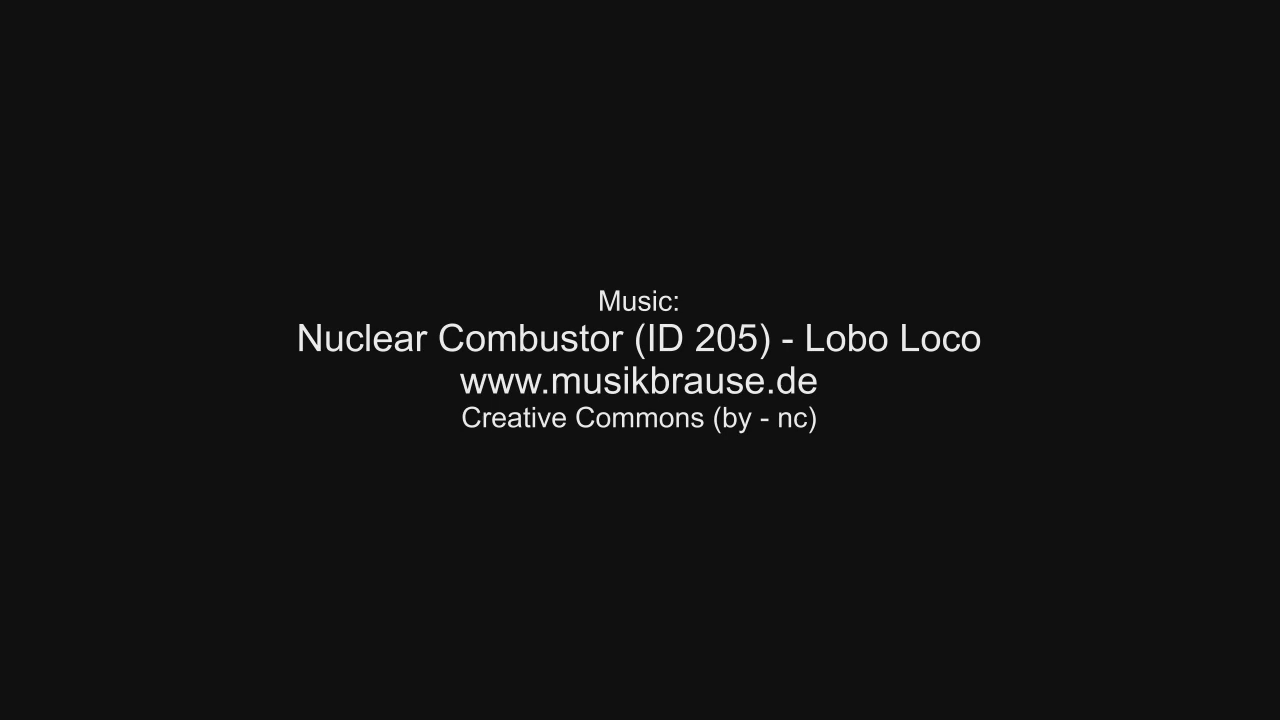 Music:
Nuclear Combustor (ID 205) - Lobo Loco
www.musikbrause.de
Creative Commons (by - nc)